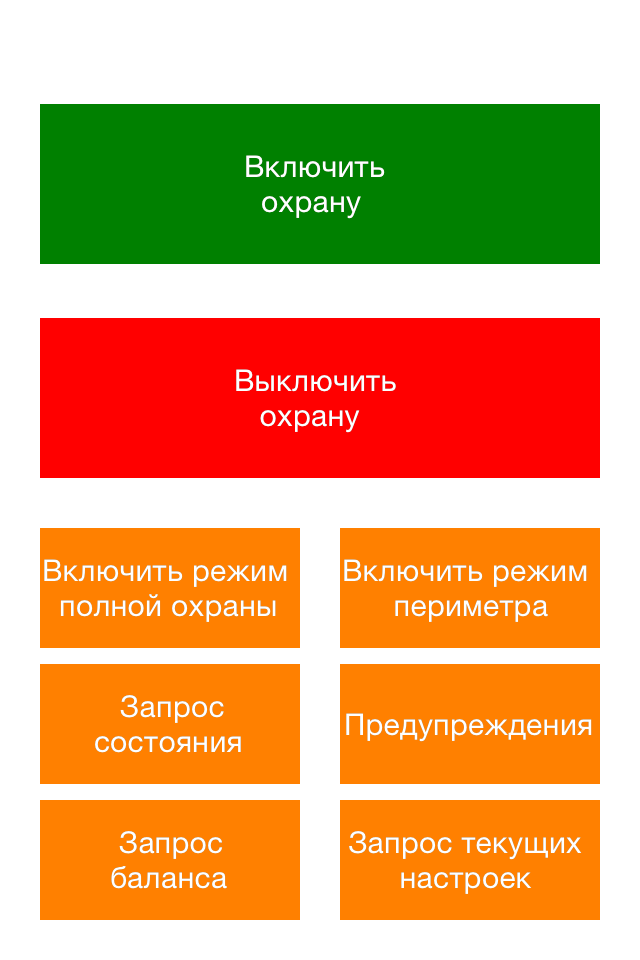 Включить
охрану
Выключить
охрану
Включить режим
полной охраны
Включить режим
периметра
Запрос
состояния
Предупреждения
Запрос
баланса
Запрос текущих
настроек